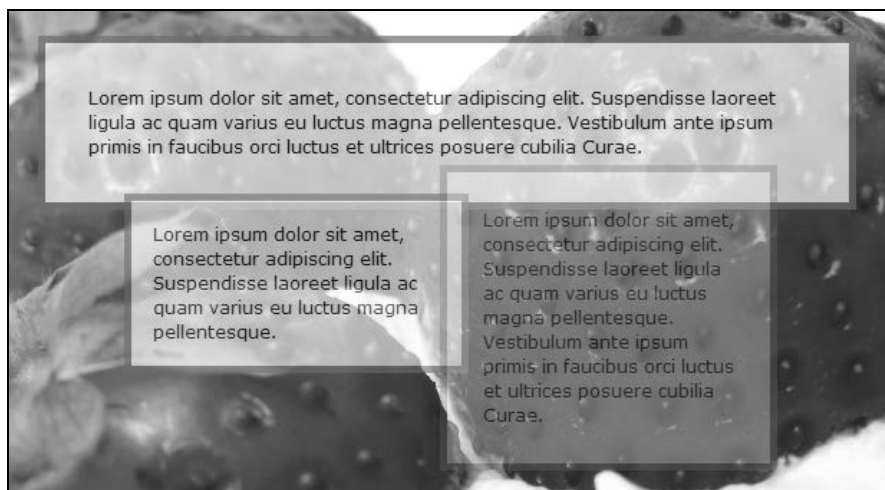 Lorem ipsum dolor sit amet, consectetur adipiscing elit. Suspendisse laoreet
ligula ac quam varius eu luctus magna pellentesque. Vestibulum ante ipsum
primis in faucibus orci luctus et ultrices posuere cubilia Curae.
Lorem ipsum dolor sit amet,
consectetur adipiscing elit.
Suspendisse laoreet ligula ac
quam varius eu luctus magna
pellentesque.
Lorem ipsum dolor sit amet,
consectetur adipiscing elit.
Suspendisse laoreet ligula
ac quam varius eu luctus
magna pellentesque.
Vestibulum ante ipsum
primis in faucibus orci luctus
et ultrices posuere cubilia
Curae.